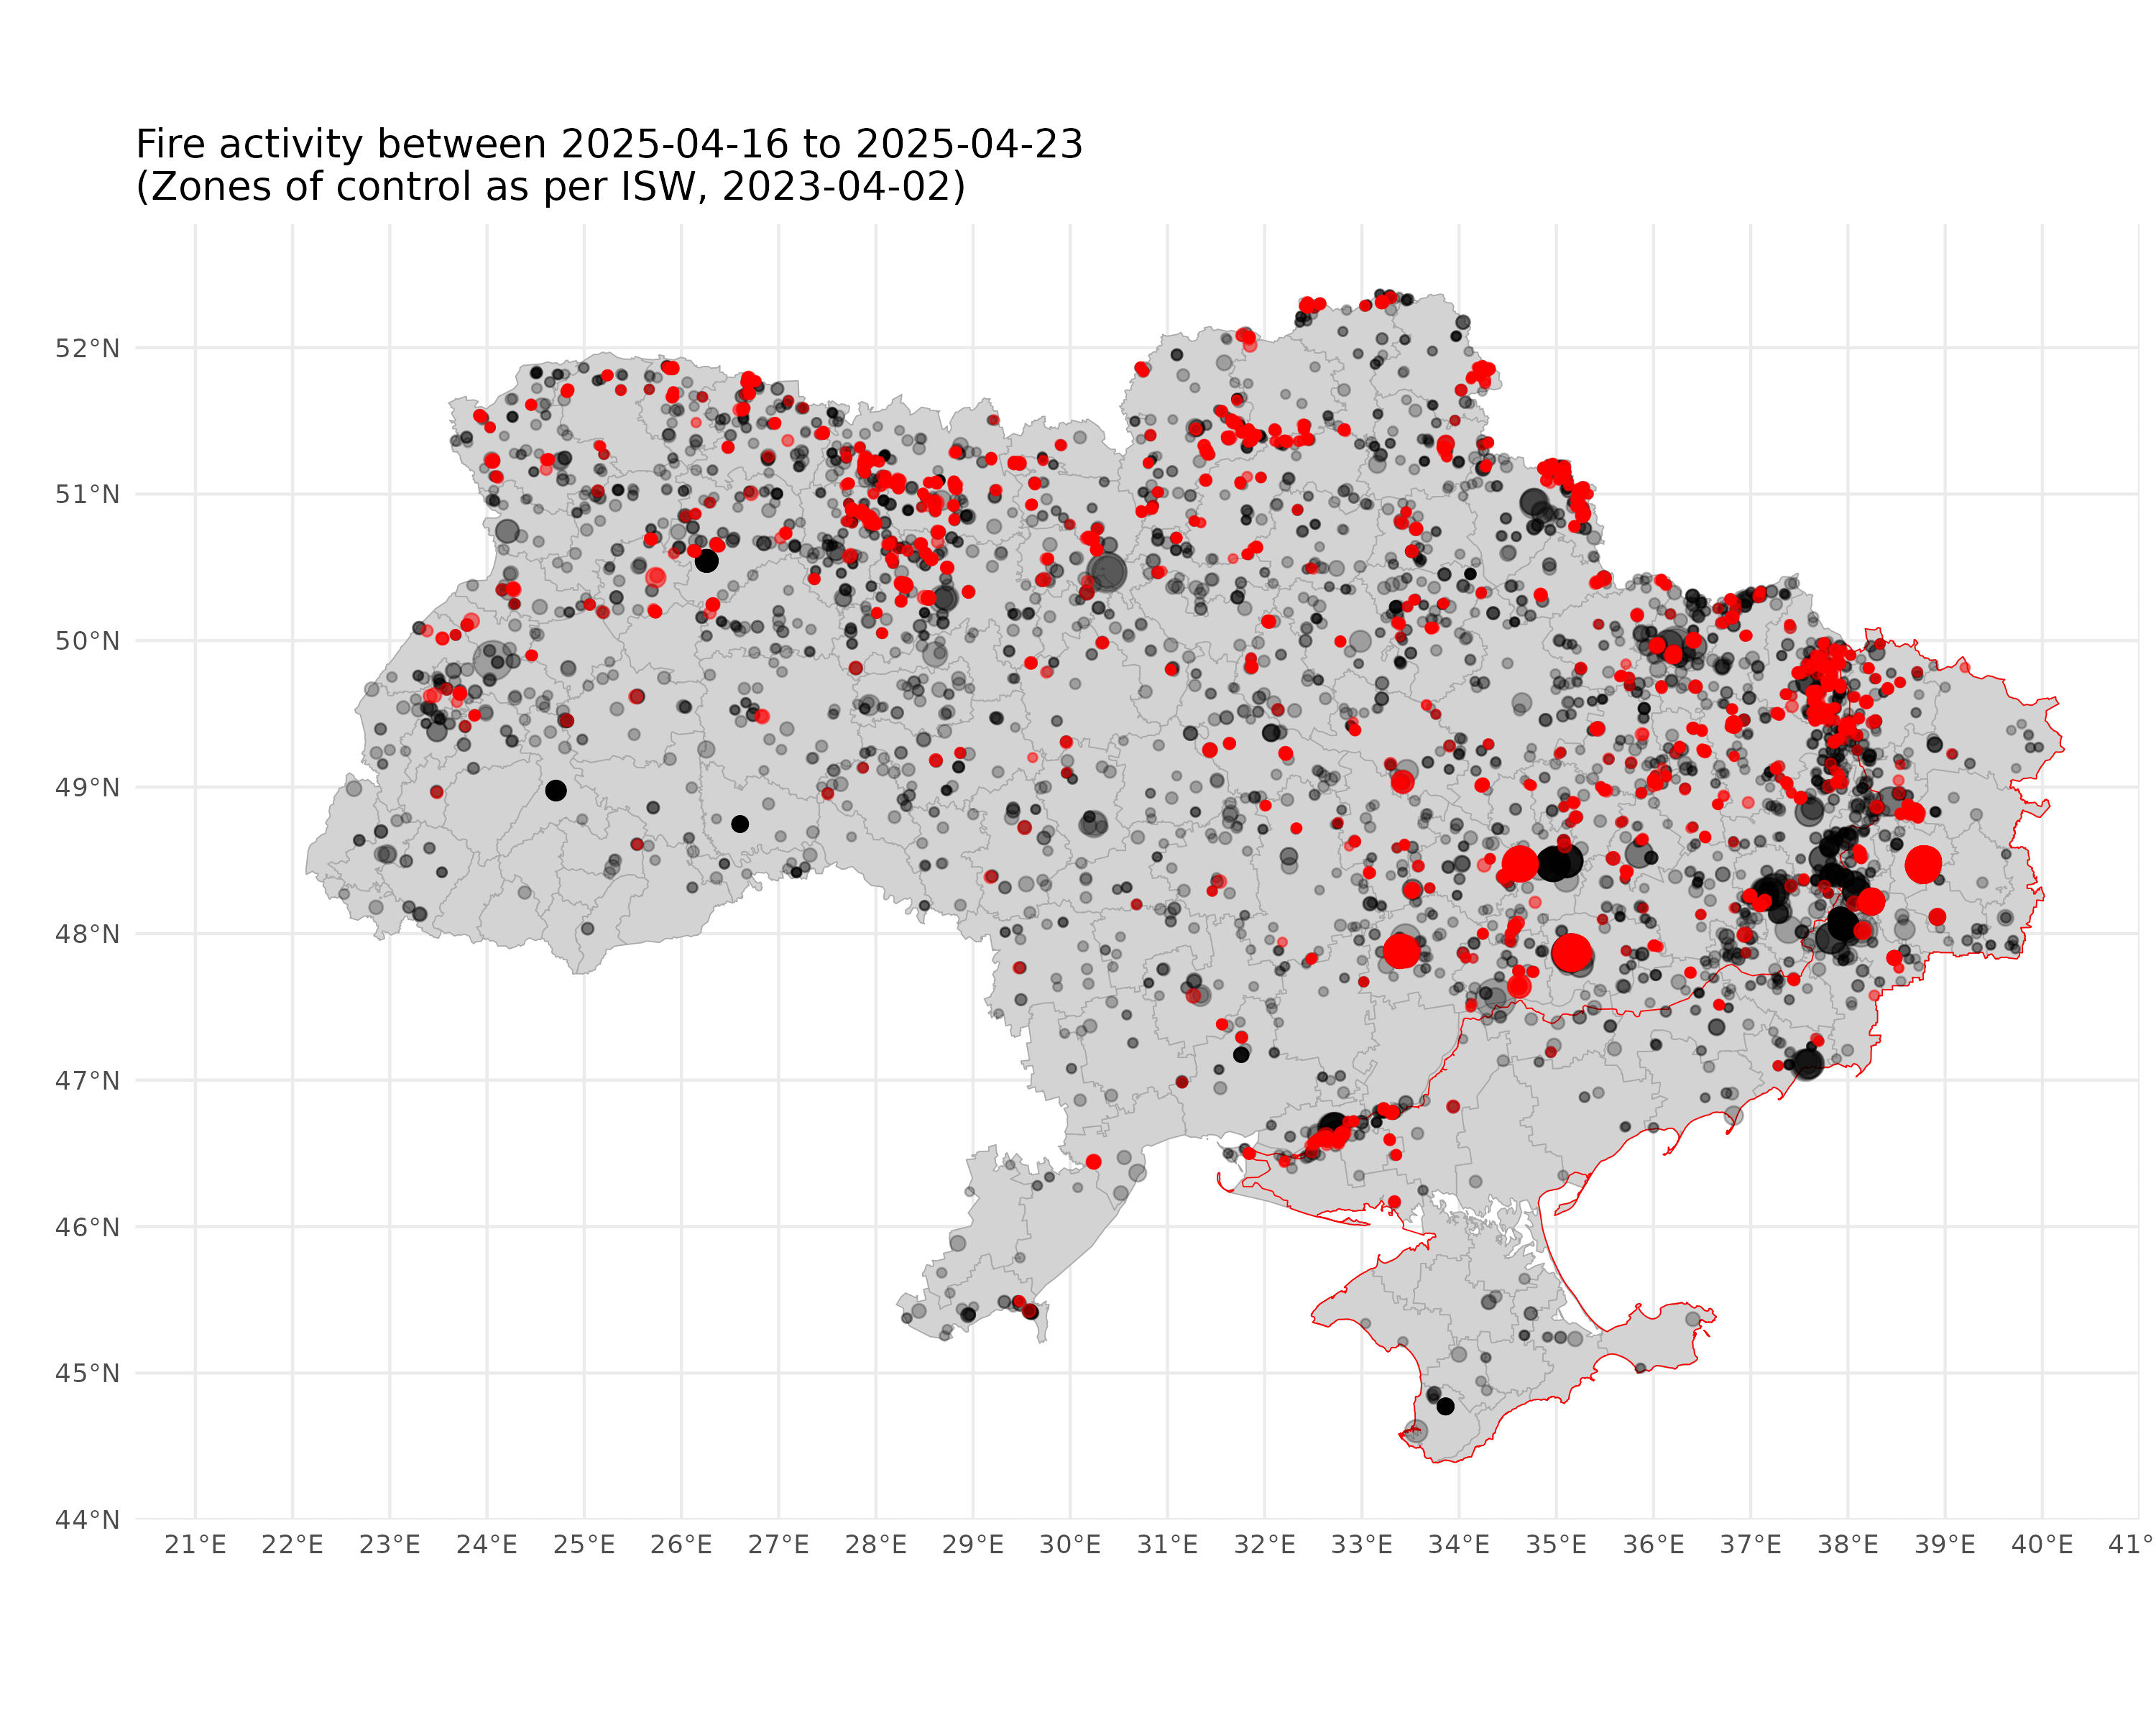 Fire activity between 2025-04-16 to 2025-04-23
(Zones of control as per ISW, 2023-04-02)
52°N
51°N
50°N
49°N
48°N
47°N
46°N
45°N
44°N
21°E 22°E 23°E 24°E 25°E 26°E 27°E 28°E 29°E 30°E 31°E 32°E 33°E 34°E 35°E 36°E 37°E 38°E 39°E 40°E 41°